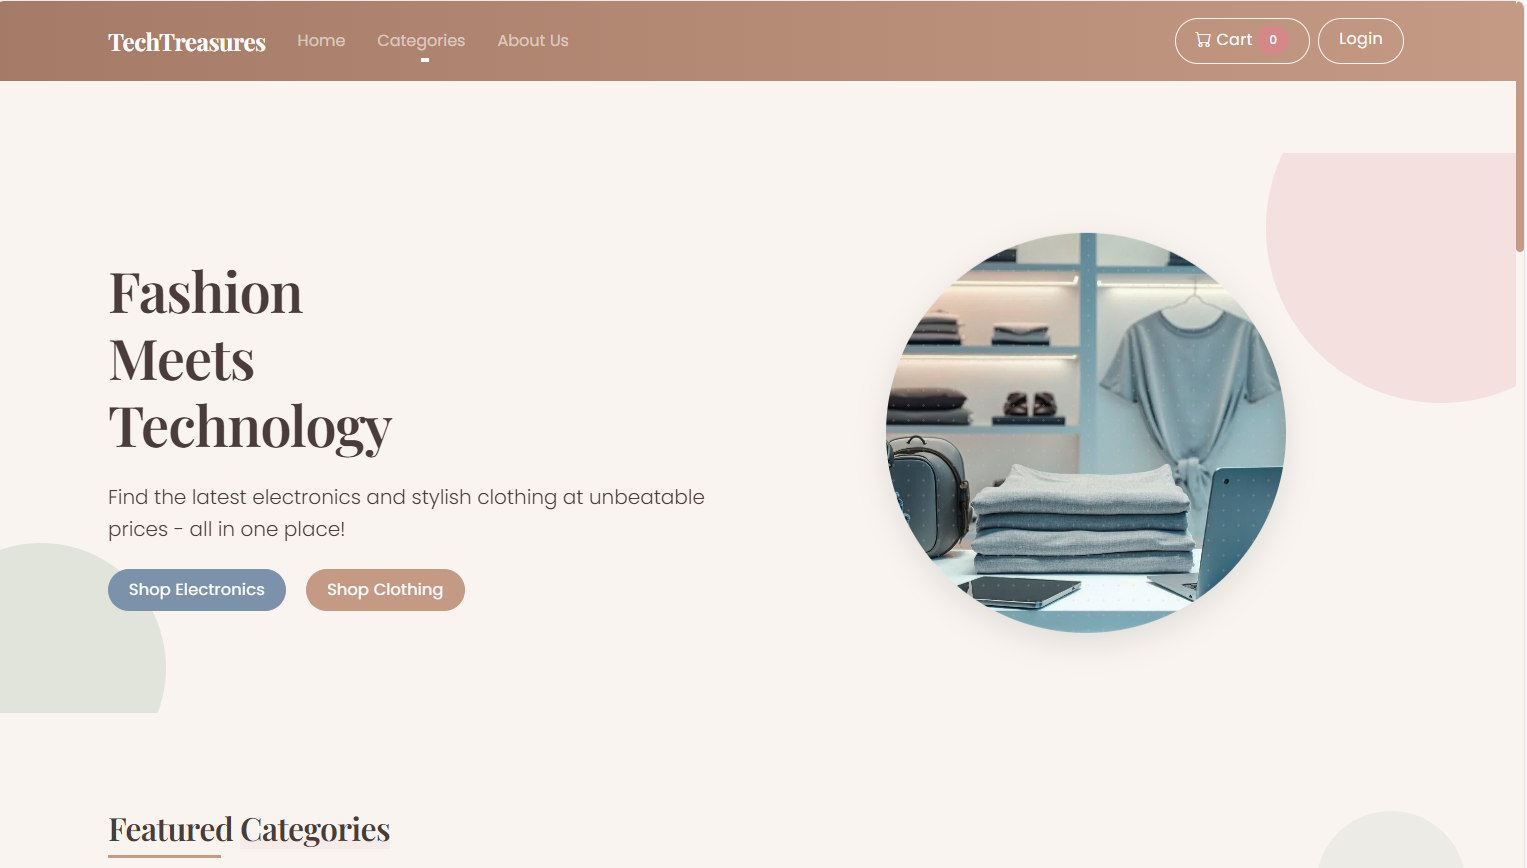 TechTreasures Home Categories About Us Cart 0 Login
Fashion
Meets
Technology
Find the latest electronics and stylish clothing at unbeatable
prices - all in one place!
Shop Electronics Shop Clothing
Featured Categories